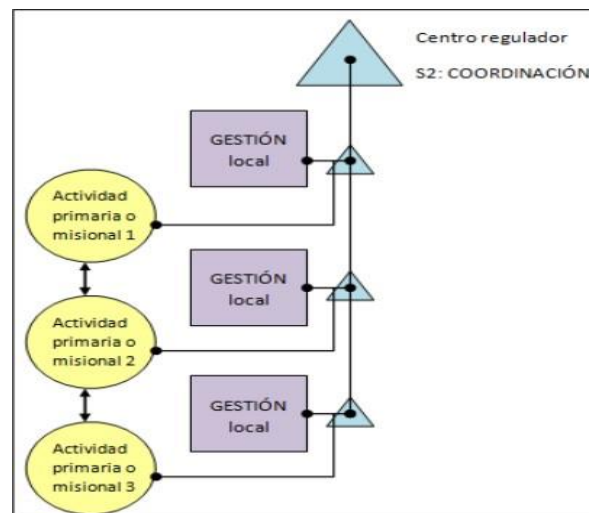 Centro regulador
S2: COORDINACIÓN
GESTIÓN
local
Actividad
primaria o
misional 1
GESTIÓN
local
Actividad
primaria o
misional 2
GESTIÓN
local
Actividad
primaria o
misional 3